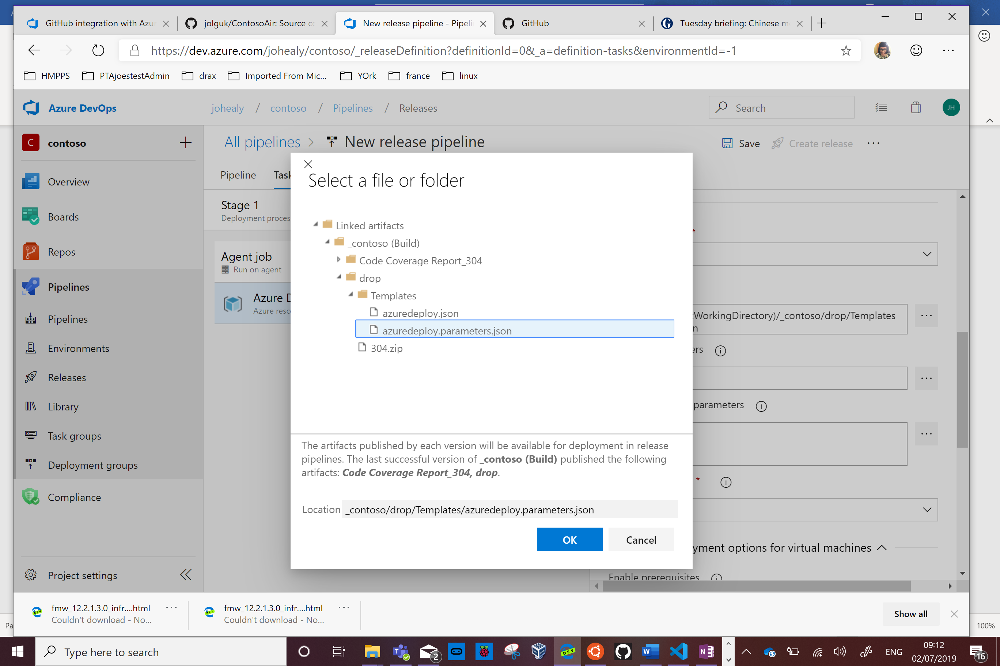 GitHub integration with Azur
jolguk/ContosoAir: Source co
New release pipeline - Pipeli
GitHub
Tuesday briefing: Chinese m
https://dev.azure.com/johealy/contoso/_releaseDefinition?definitionId=0&_a=definition-tasks&environmentId=-1
HMPPS
PTAjoestestAdmin
drax
Imported From Mic...
YOrk
france
linux
Azure DevOps
johealy / contoso / Pipelines / Releases
Search
JH
C
contoso
All pipelines
New release pipeline
Save
Create release
Overview
Boards
Repos
Pipelines
Pipelines
Environments
Releases
Library
Task groups
Deployment groups
Compliance
Project settings
Pipeline
Task
Stage 1
Deployment proces
Agent job
Run on agent
Azure D
Azure reso
Select a file or folder
Linked artifacts
_contoso (Build)
Code Coverage Report_304
drop
Templates
azuredeploy.json
azuredeploy.parameters.json
304.zip
The artifacts published by each version will be available for deployment in release
pipelines. The last successful version of _contoso (Build) published the following
artifacts: Code Coverage Report_304, drop.
Location
_contoso/drop/Templates/azuredeploy.parameters.json
OK
Cancel
*
tWorkingDirectory)/_contoso/drop/Templates
n
ers
parameters
*
yment options for virtual machines
Enable prerequisites
fmw_12.2.1.3.0_infr....html
Couldn't download - No...
fmw_12.2.1.3.0_infr....html
Couldn't download - No...
Show all
Pa
100%
Type here to search
2
DEV
ENG
09:12
02/07/2019
16